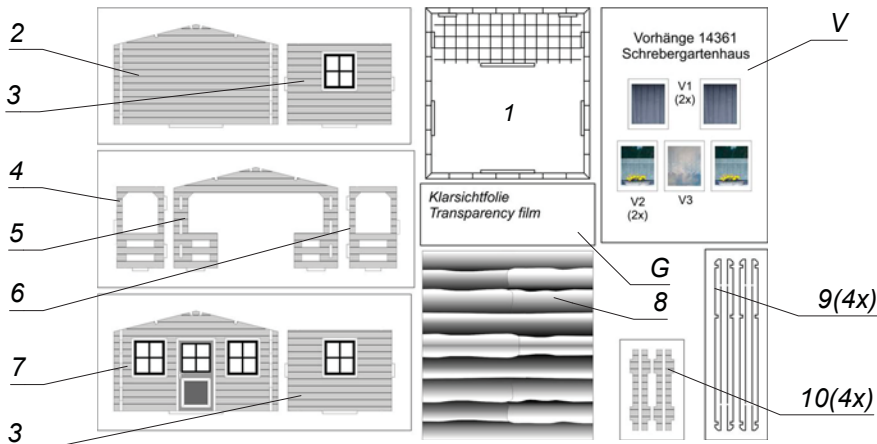 2
3
4
5
6
7
3
1
Klarsichtfolie
Transparency film
G
8
Vorhänge 14361
Schrebergartenhaus
V1
(2x)
V2
(2x)
V3
V
9(4x)
10(4x)